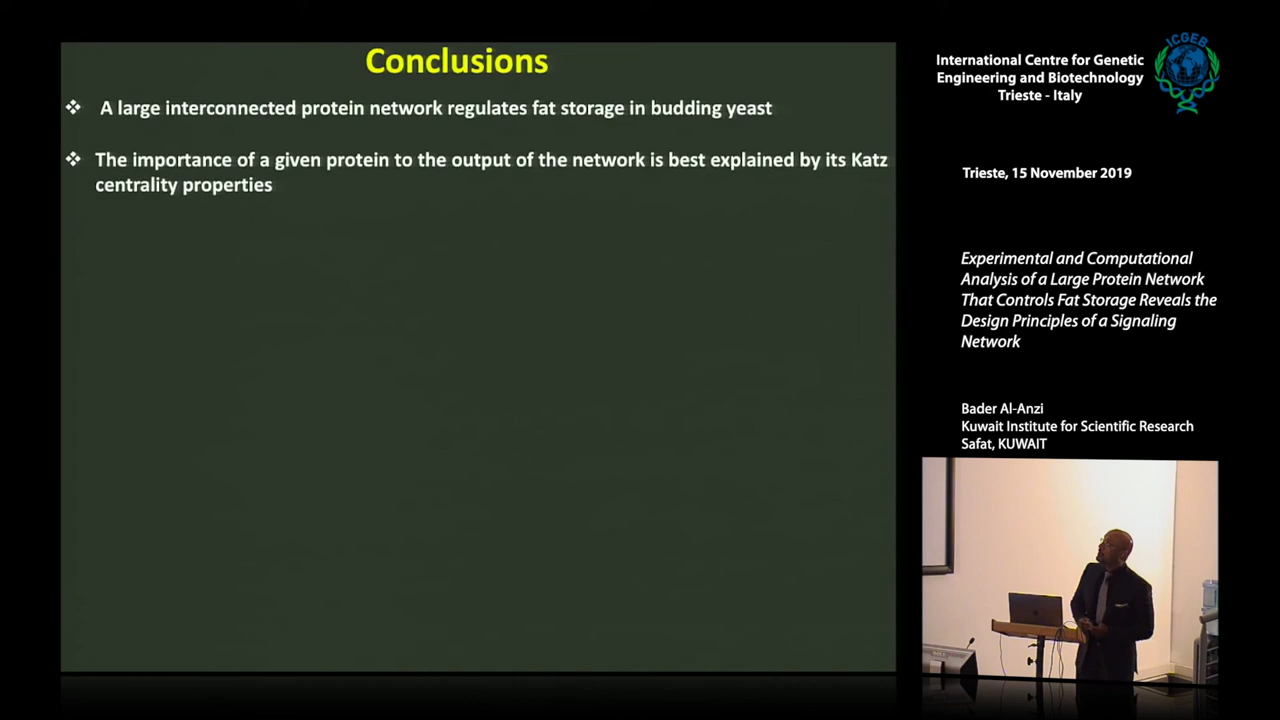 Conclusions
❖ A large interconnected protein network regulates fat storage in budding yeast
❖ The importance of a given protein to the output of the network is best explained by its Katz
centrality properties
International Centre for Genetic
Engineering and Biotechnology
Trieste - Italy
ICGEB
Trieste, 15 November 2019
Experimental and Computational
Analysis of a Large Protein Network
That Controls Fat Storage Reveals the
Design Principles of a Signaling
Network
Bader Al-Anzi
Kuwait Institute for Scientific Research
Safat, KUWAIT